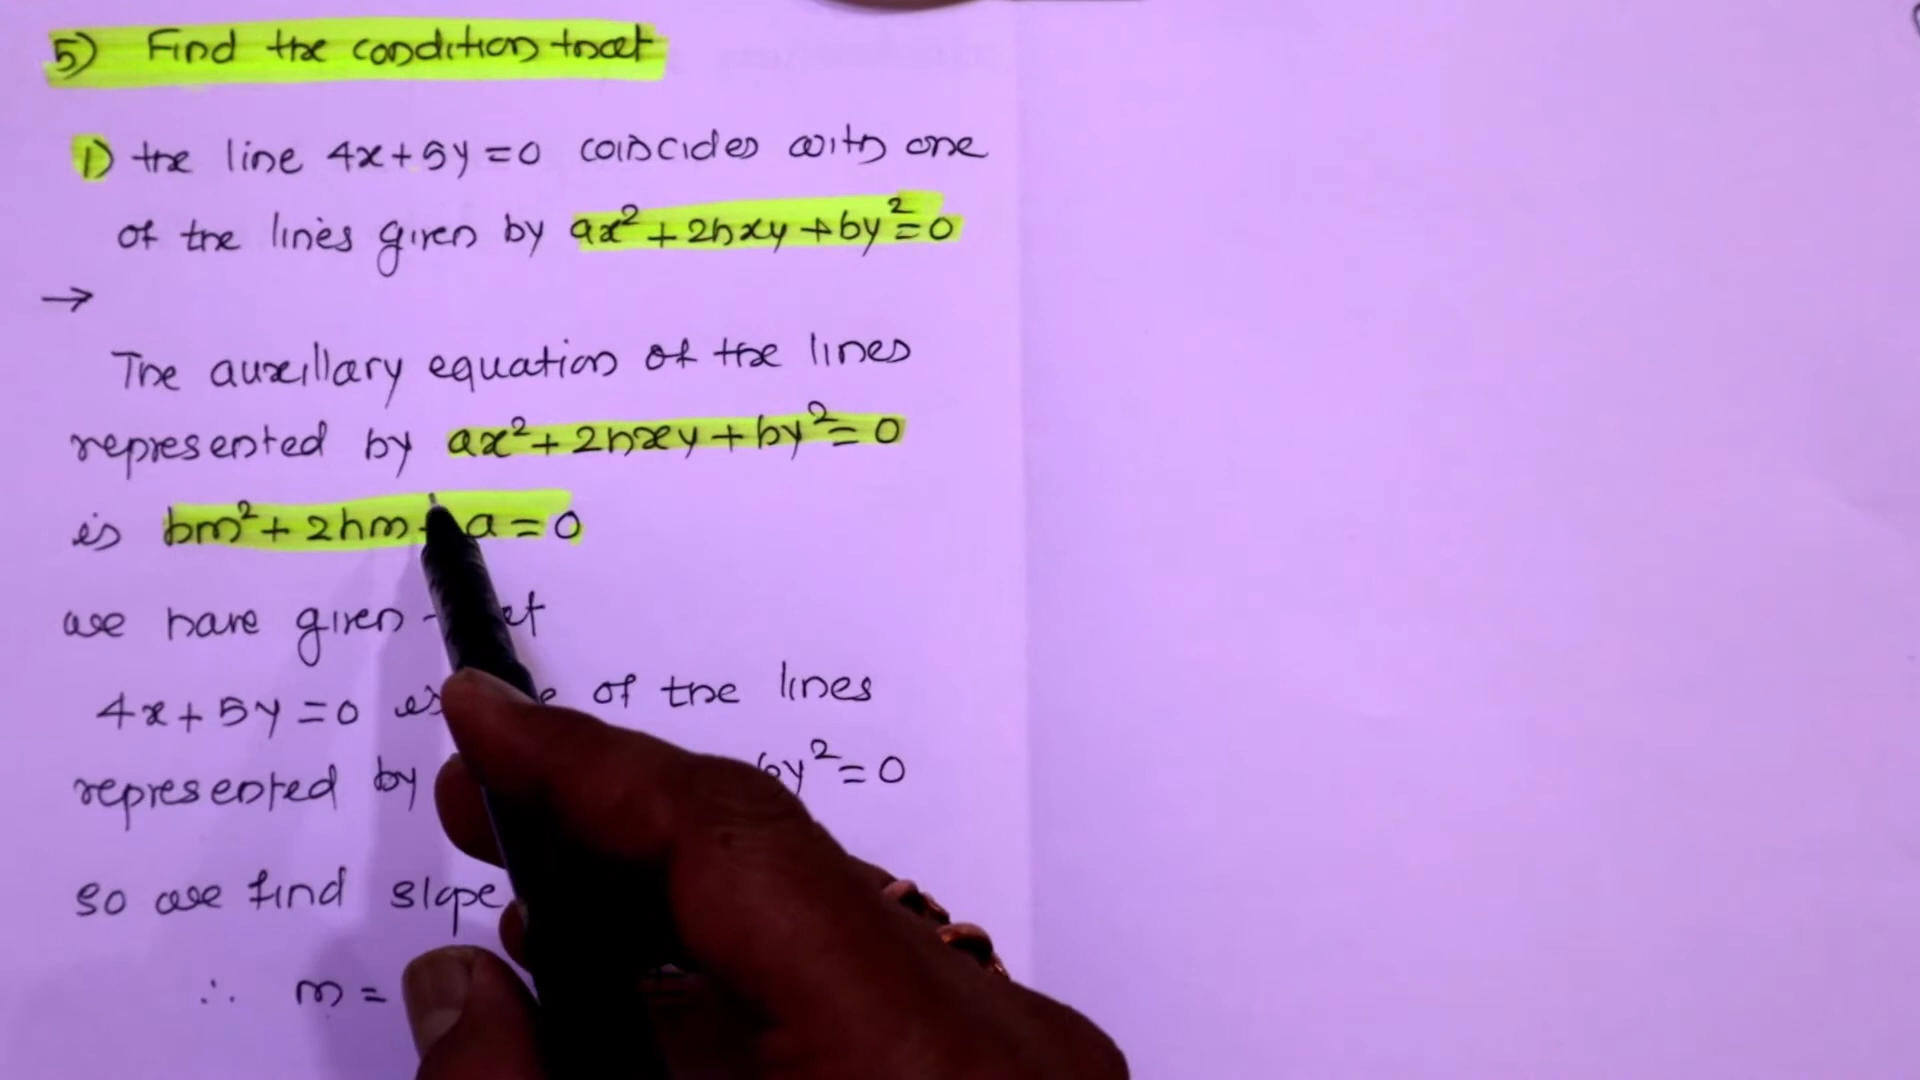 5) Find the condition that
1) the line 4x+5y=0 coincides with one
of the lines given by ax²+2hxy+by²=0
→
The auxillary equation of the lines
represented by ax²+2hxy+by²=0
is bm²+2hm+a=0
we have given
4x+5y=0 is of the lines
represented by by²=0
so we find slope
∴ m =